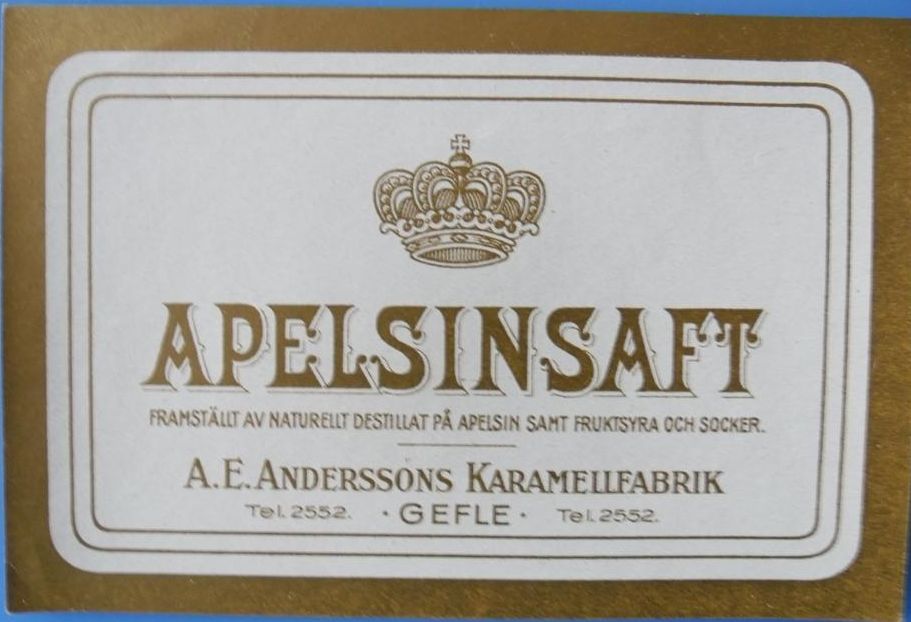 APELSINSAFT
FRAMSTÄLLT AV NATURELLT DESTILLAT PÅ APELSIN SAMT FRUKTSYRA OCH SOCKER.
A. E. ANDERSSONS KARAMELLFABRIK
Tel. 2552. · GEFLE · Tel. 2552.